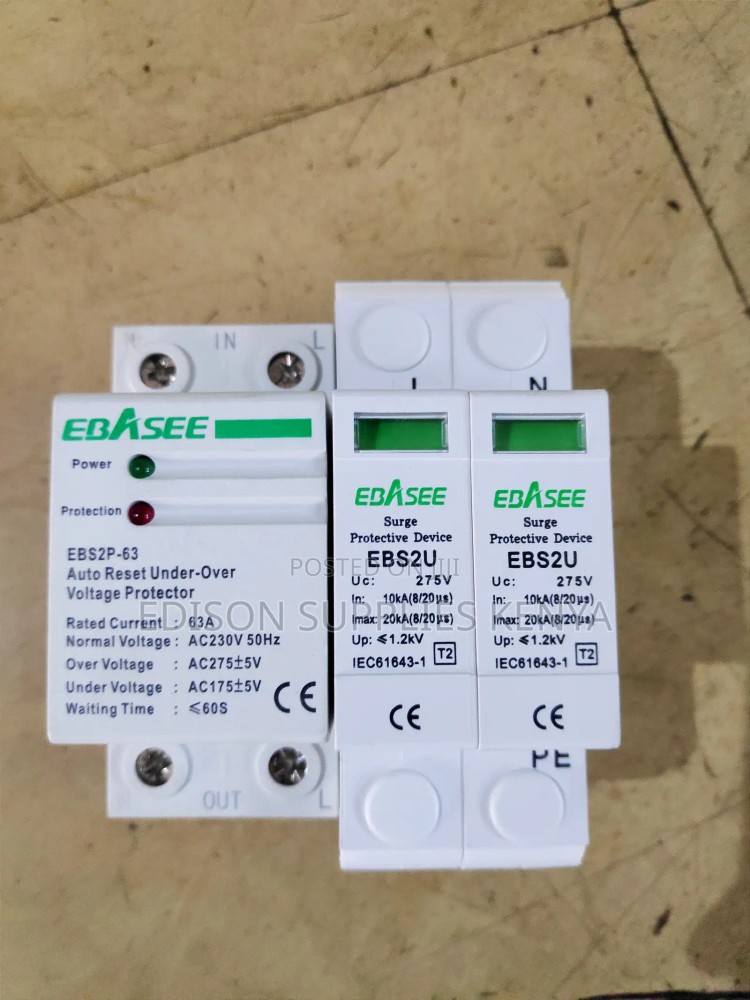 N IN L
L N
EBASEE
Power
Protection
EBS2P-63
Auto Reset Under-Over
Voltage Protector
Rated Current : 63A
Normal Voltage : AC230V 50Hz
Over Voltage : AC275±5V
Under Voltage : AC175±5V
Waiting Time : ≤60S
CE
N OUT L
EBASEE
Surge
Protective Device
EBS2U
Uc: 275V
In: 10kA(8/20µs)
Imax: 20kA(8/20µs)
Up: ≤1.2kV
IEC61643-1 T2
CE
EBASEE
Surge
Protective Device
EBS2U
Uc: 275V
In: 10kA(8/20µs)
Imax: 20kA(8/20µs)
Up: ≤1.2kV
IEC61643-1 T2
CE
PE
POSTED ON JIJI
EDISON SUPPLIES KENYA